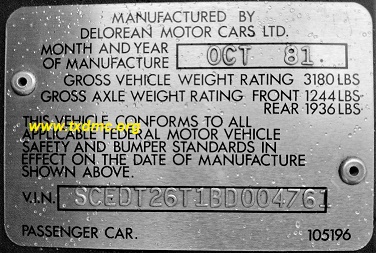 MANUFACTURED BY
DELOREAN MOTOR CARS LTD.
MONTH AND YEAR
OF MANUFACTURE OCT 81.
GROSS VEHICLE WEIGHT RATING 3180 LBS
GROSS AXLE WEIGHT RATING FRONT 1244 LBS
REAR 1936 LBS
THIS VEHICLE CONFORMS TO ALL
www.txdmc.org
APPLICABLE FEDERAL MOTOR VEHICLE
SAFETY AND BUMPER STANDARDS IN
EFFECT ON THE DATE OF MANUFACTURE
SHOWN ABOVE.
V.I.N. SCEDT26T1BD004761
PASSENGER CAR. 105196